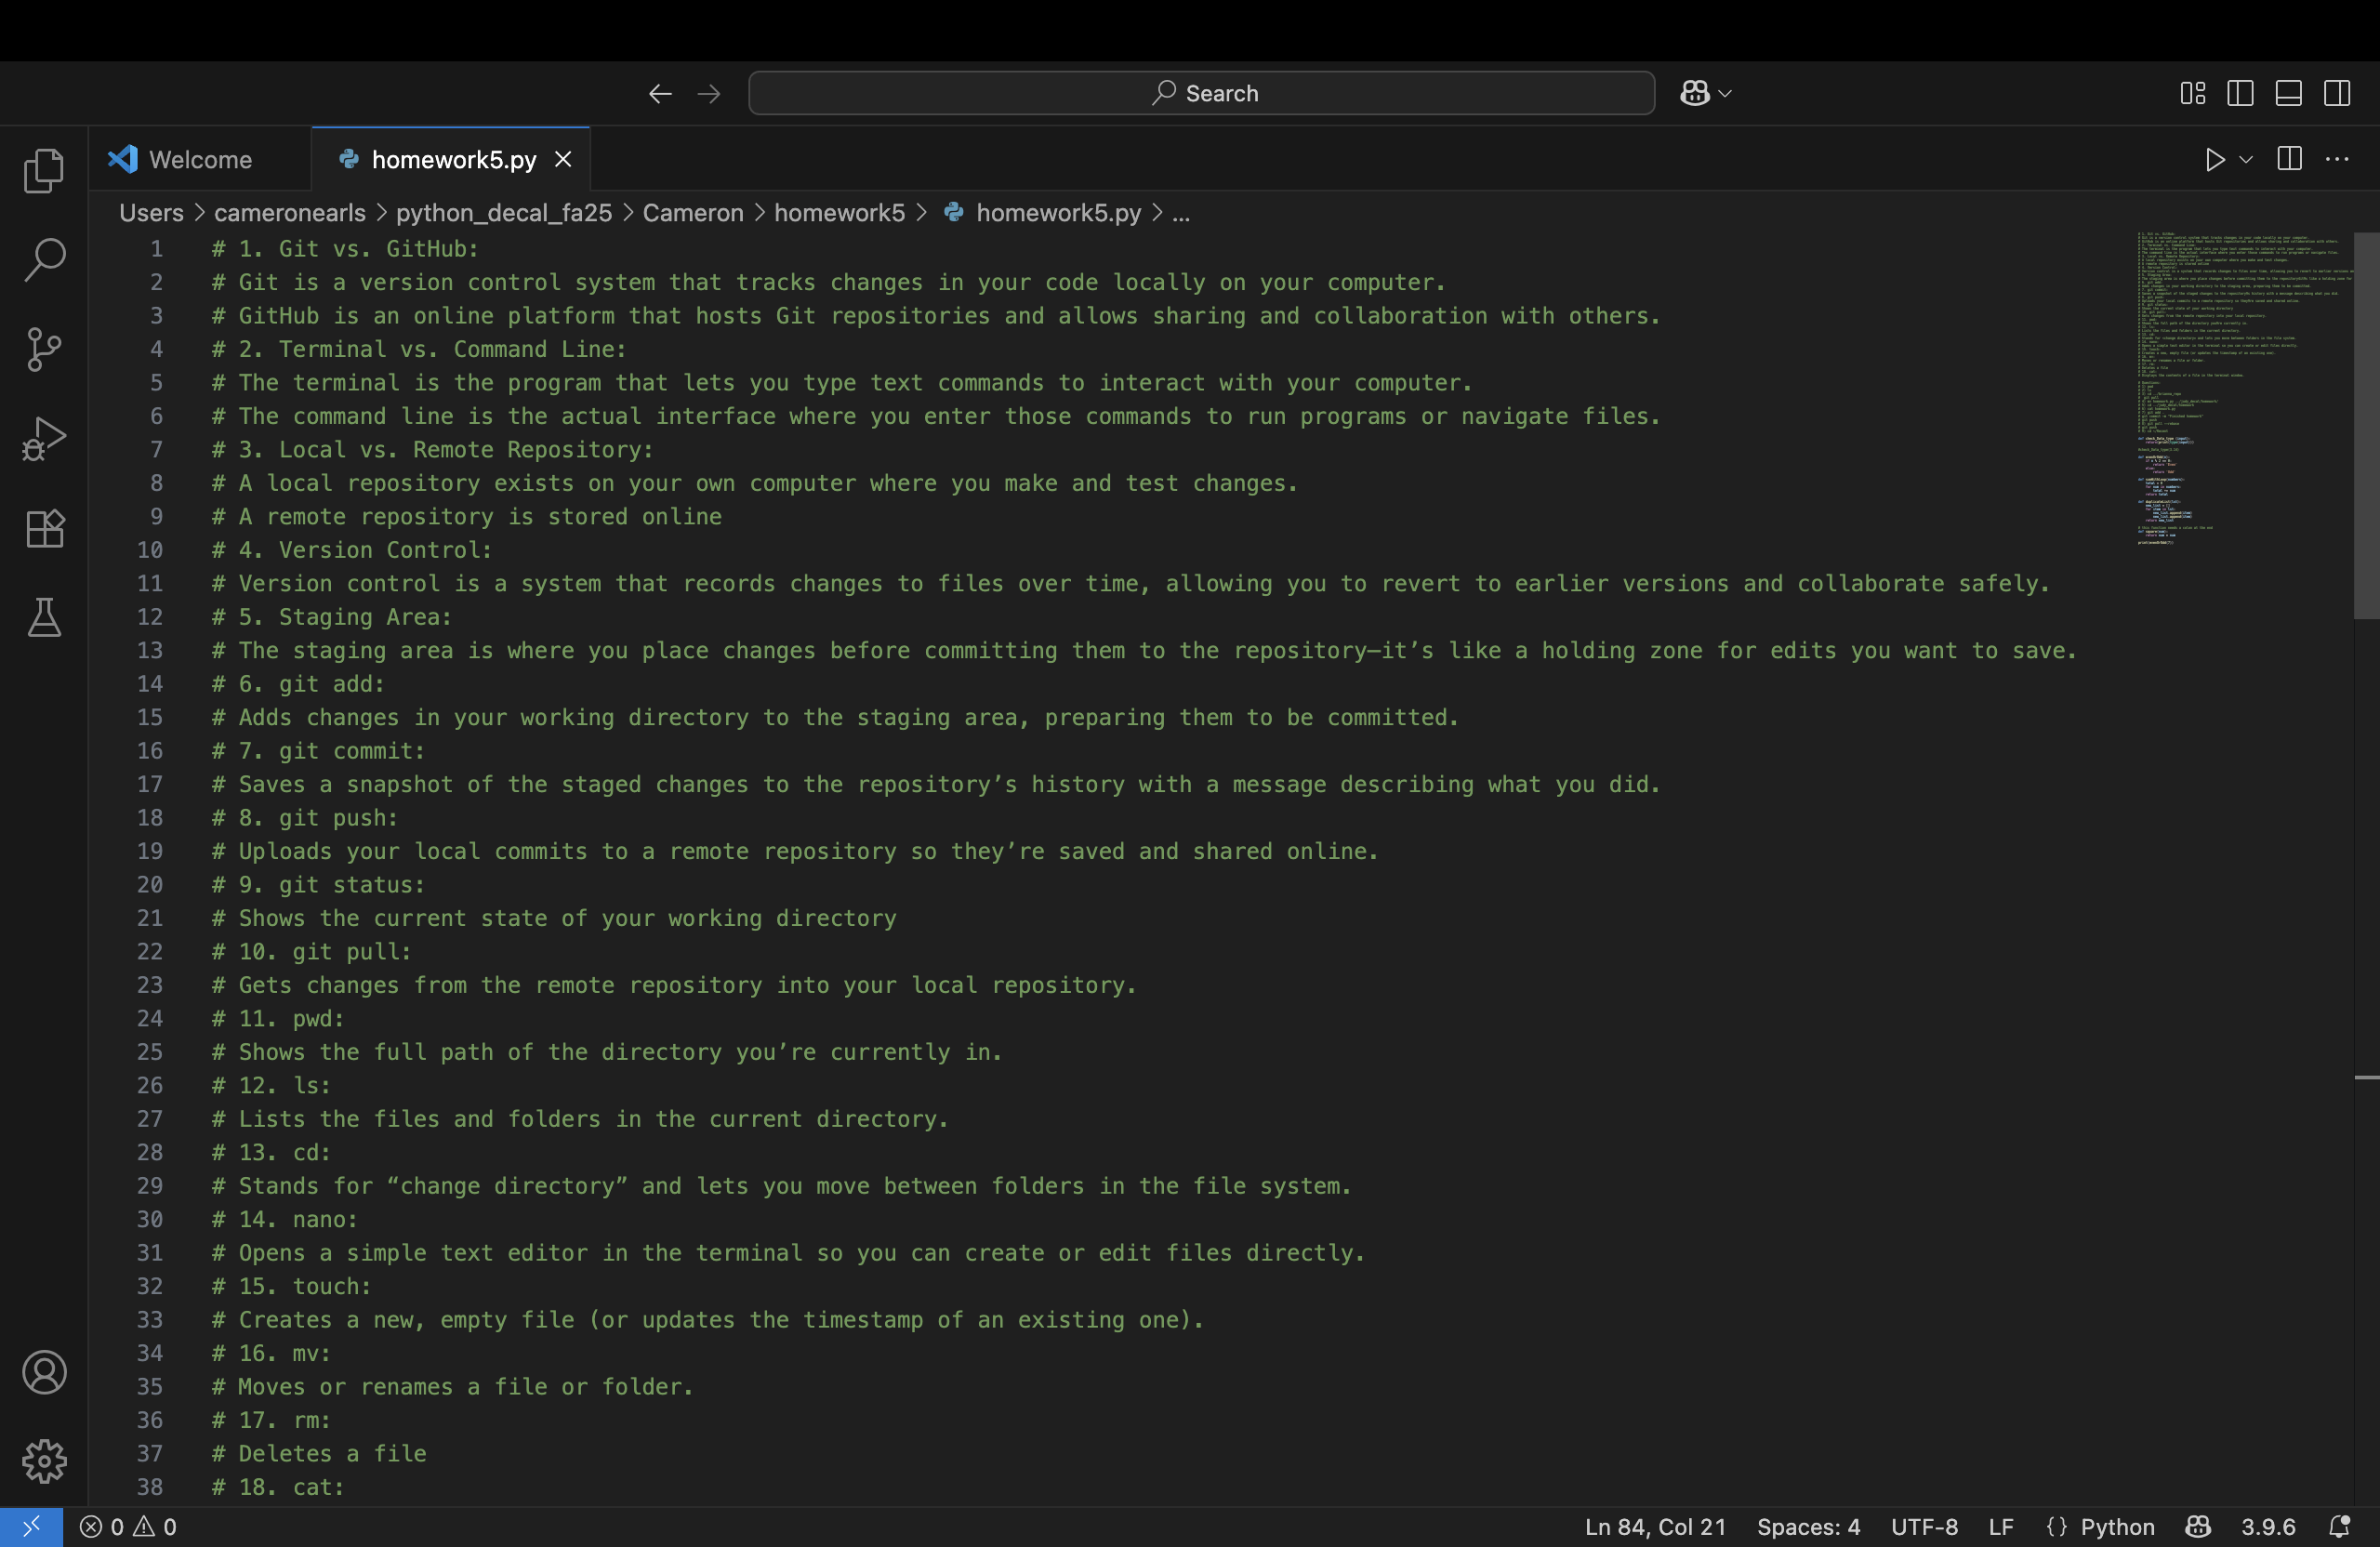 Search
Welcome
homework5.py
Users > cameronearls > python_decal_fa25 > Cameron > homework5 > homework5.py > ...
1 # 1. Git vs. GitHub:
2 # Git is a version control system that tracks changes in your code locally on your computer.
3 # GitHub is an online platform that hosts Git repositories and allows sharing and collaboration with others.
4 # 2. Terminal vs. Command Line:
5 # The terminal is the program that lets you type text commands to interact with your computer.
6 # The command line is the actual interface where you enter those commands to run programs or navigate files.
7 # 3. Local vs. Remote Repository:
8 # A local repository exists on your own computer where you make and test changes.
9 # A remote repository is stored online
10 # 4. Version Control:
11 # Version control is a system that records changes to files over time, allowing you to revert to earlier versions and collaborate safely.
12 # 5. Staging Area:
13 # The staging area is where you place changes before committing them to the repository—it’s like a holding zone for edits you want to save.
14 # 6. git add:
15 # Adds changes in your working directory to the staging area, preparing them to be committed.
16 # 7. git commit:
17 # Saves a snapshot of the staged changes to the repository’s history with a message describing what you did.
18 # 8. git push:
19 # Uploads your local commits to a remote repository so they’re saved and shared online.
20 # 9. git status:
21 # Shows the current state of your working directory
22 # 10. git pull:
23 # Gets changes from the remote repository into your local repository.
24 # 11. pwd:
25 # Shows the full path of the directory you’re currently in.
26 # 12. ls:
27 # Lists the files and folders in the current directory.
28 # 13. cd:
29 # Stands for “change directory” and lets you move between folders in the file system.
30 # 14. nano:
31 # Opens a simple text editor in the terminal so you can create or edit files directly.
32 # 15. touch:
33 # Creates a new, empty file (or updates the timestamp of an existing one).
34 # 16. mv:
35 # Moves or renames a file or folder.
36 # 17. rm:
37 # Deletes a file
38 # 18. cat:
0 0 Ln 84, Col 21 Spaces: 4 UTF-8 LF {} Python 3.9.6